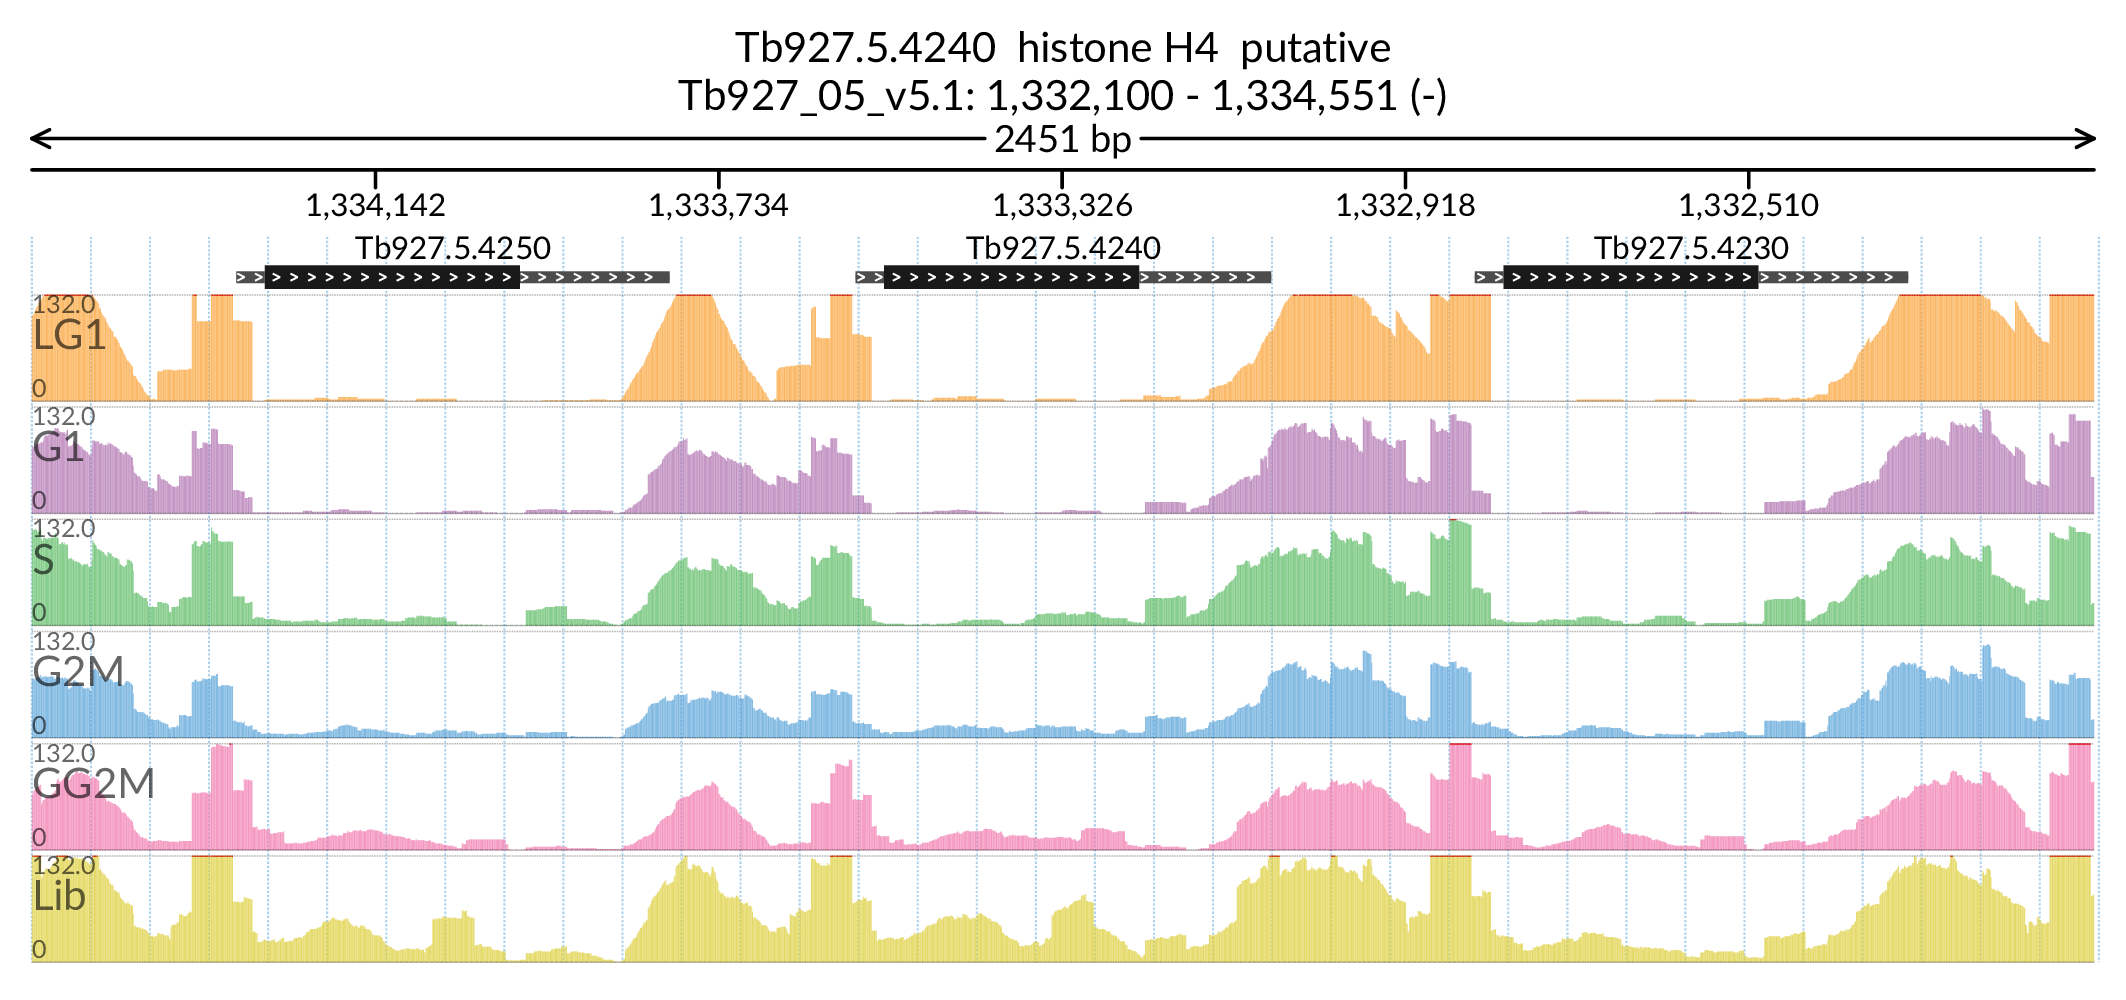 Tb927.5.4240  histone H4  putative
Tb927_05_v5.1: 1,332,100 - 1,334,551 (-)
2451 bp
1,334,142 1,333,734 1,333,326 1,332,918 1,332,510
Tb927.5.4250 Tb927.5.4240 Tb927.5.4230
132.0
LG1
0
132.0
G1
0
132.0
S
0
132.0
G2M
0
132.0
GG2M
0
132.0
Lib
0